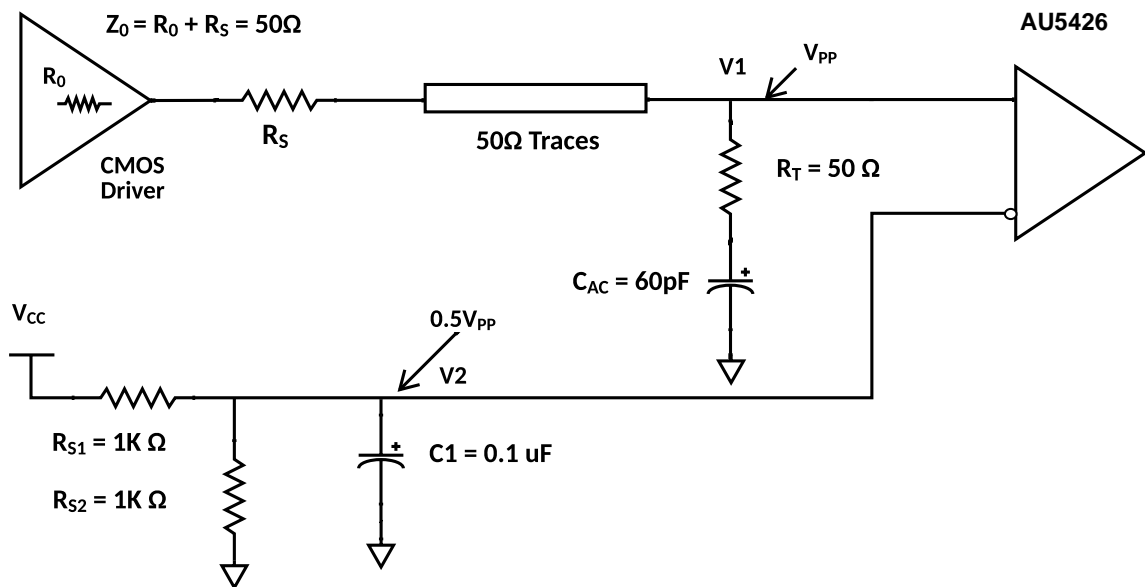 Z0 = R0 + RS = 50Ω
AU5426
R0
V1
VPP
RS
50Ω Traces
CMOS
Driver
RT = 50 Ω
CAC = 60pF
VCC
0.5VPP
V2
RS1 = 1K Ω
C1 = 0.1 uF
RS2 = 1K Ω